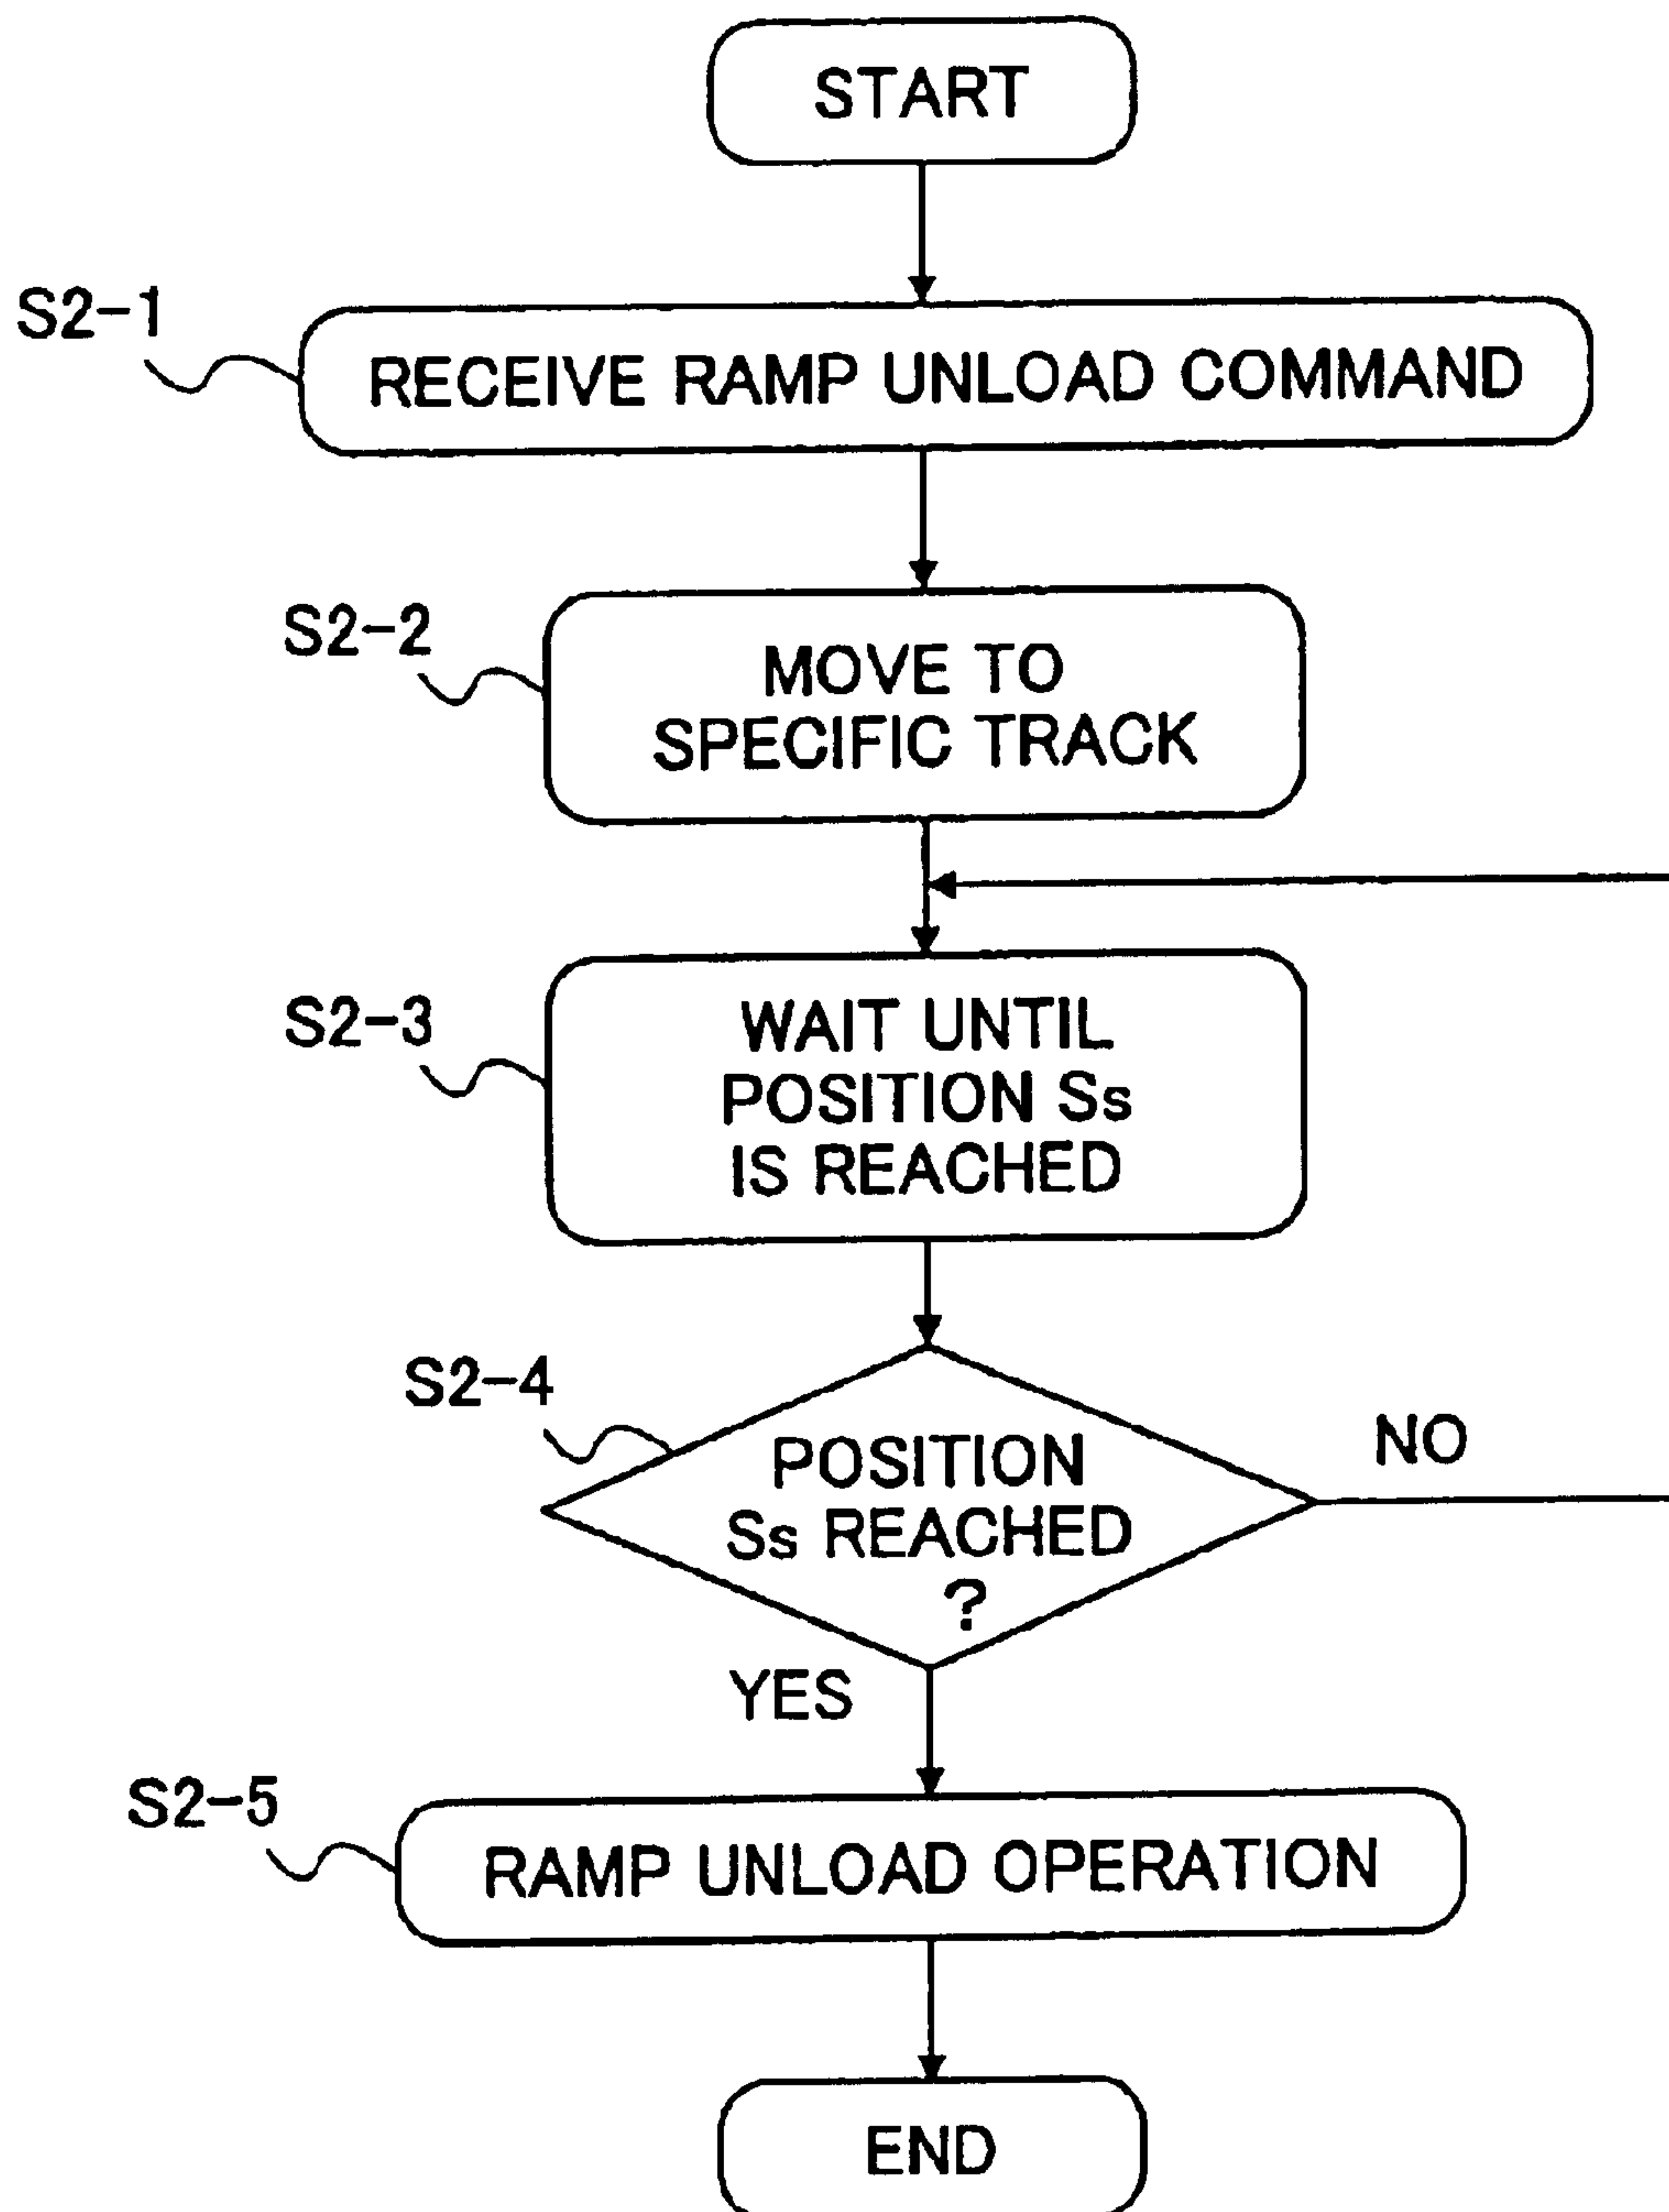 START
S2-1
RECEIVE RAMP UNLOAD COMMAND
S2-2
MOVE TO
SPECIFIC TRACK
S2-3
WAIT UNTIL
POSITION Ss
IS REACHED
S2-4
POSITION
Ss REACHED
?
NO
YES
S2-5
RAMP UNLOAD OPERATION
END